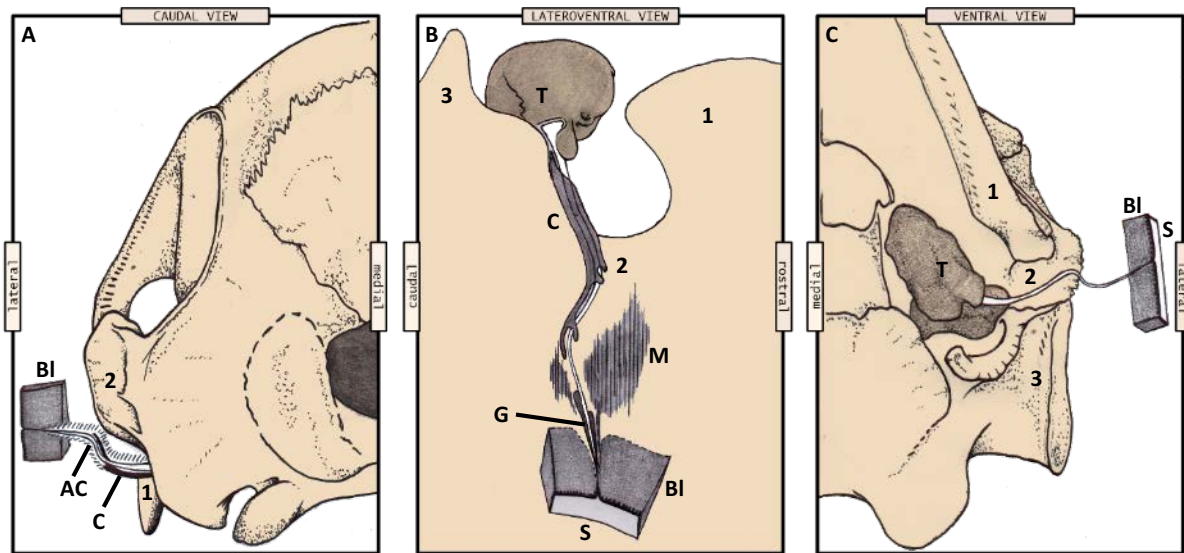 CAUDAL VIEW
A
lateral
medial
Bl
2
AC
C
1
LATEROVENTRAL VIEW
B
caudal
rostral
3
T
1
C
2
M
G
Bl
S
VENTRAL VIEW
C
medial
lateral
1
Bl
S
T
2
3